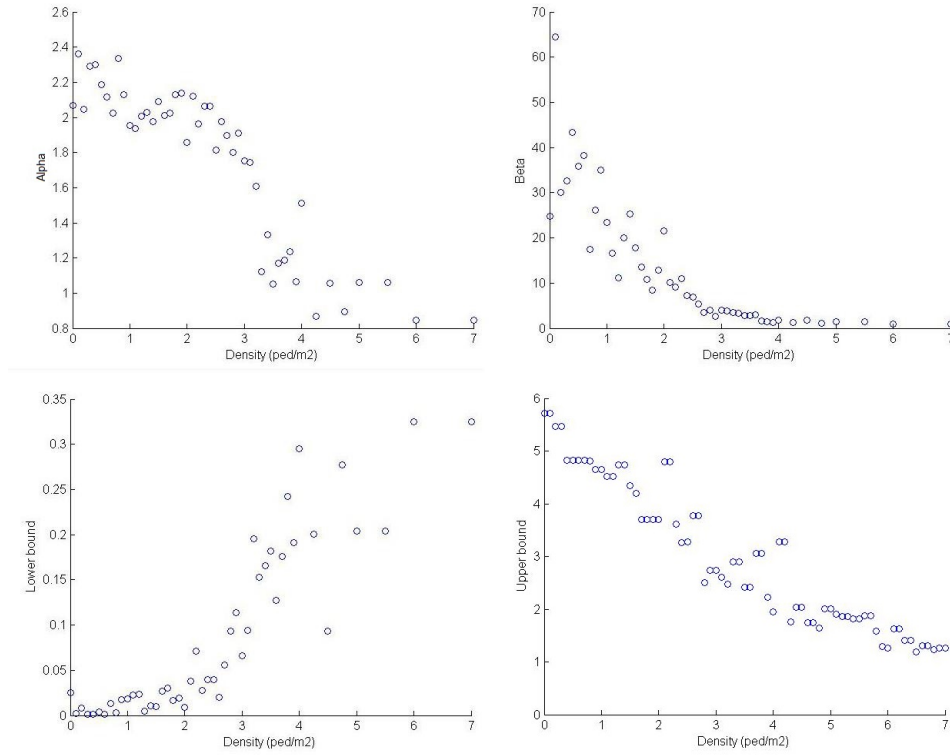 2.6
2.4
2.2
2
1.8
1.6
1.4
1.2
1
0.8
Alpha
0 1 2 3 4 5 6 7
Density (ped/m2)
70
60
50
40
30
20
10
0
Beta
0 1 2 3 4 5 6 7
Density (ped/m2)
0.35
0.3
0.25
0.2
0.15
0.1
0.05
0
Lower bound
0 1 2 3 4 5 6 7
Density (ped/m2)
6
5
4
3
2
1
0
Upper bound
0 1 2 3 4 5 6 7
Density (ped/m2)